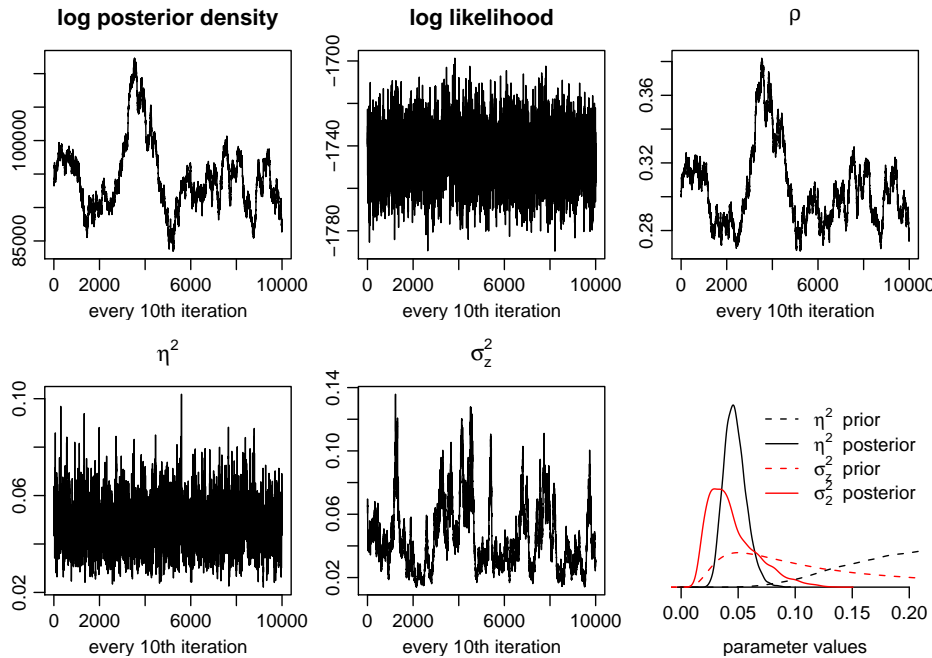 log posterior density
100000
85000
0 2000 6000 10000
every 10th iteration
log likelihood
−1700
−1740
−1780
0 2000 6000 10000
every 10th iteration
ρ
0.36
0.32
0.28
0 2000 6000 10000
every 10th iteration
η²
0.10
0.06
0.02
0 2000 6000 10000
every 10th iteration
σ_z²
0.14
0.10
0.06
0.02
0 2000 6000 10000
every 10th iteration
η² prior
η² posterior
σ_z² prior
σ_2² posterior
0.00 0.05 0.10 0.15 0.20
parameter values